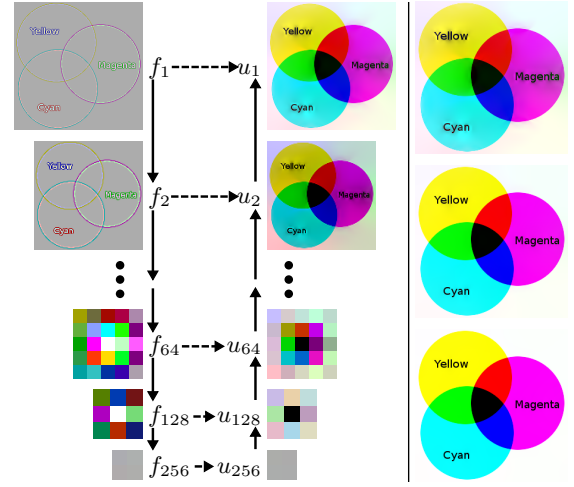 Yellow
Magenta
Cyan
f1 u1
Yellow
Magenta
Cyan
Yellow
Magenta
Cyan
Yellow
Magenta
Cyan
f2 u2
Yellow
Magenta
Cyan
Yellow
Magenta
Cyan
f64 u64
f128 u128
f256 u256
Yellow
Magenta
Cyan